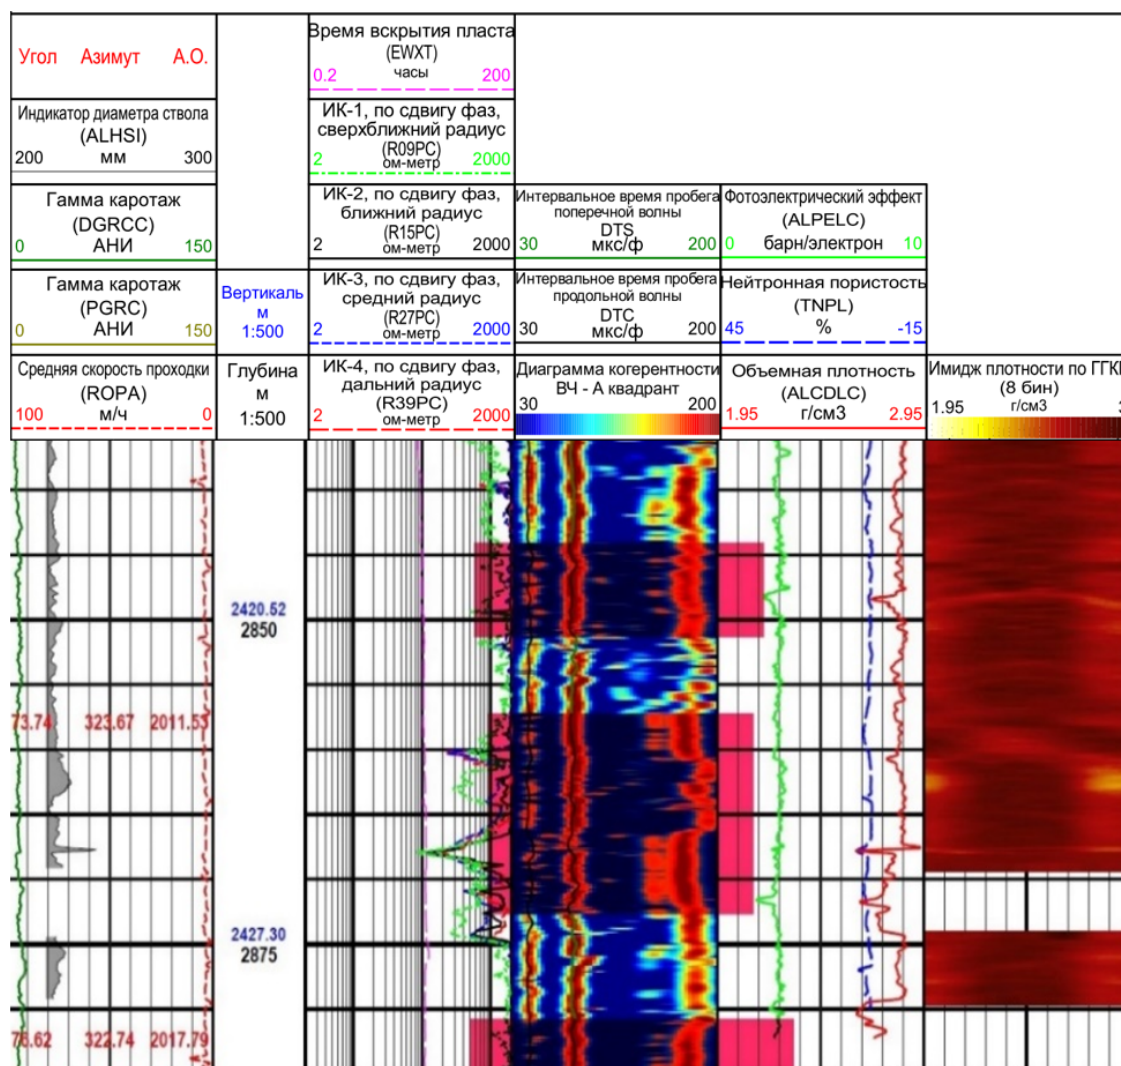 Угол Азимут А.О.
Индикатор диаметра ствола
(ALHSI)
200 мм 300
Гамма каротаж
(DGRCC)
0 АНИ 150
Гамма каротаж
(PGRC)
0 АНИ 150
Средняя скорость проходки
(ROPA)
100 м/ч 0
Вертикаль
м
1:500
Глубина
м
1:500
Время вскрытия пласта
(EWXT)
часы
0.2 200
ИК-1, по сдвигу фаз,
сверхближний радиус
(R09PC)
ом-метр
2 2000
ИК-2, по сдвигу фаз,
ближний радиус
(R15PC)
ом-метр
2 2000
ИК-3, по сдвигу фаз,
средний радиус
(R27PC)
ом-метр
2 2000
ИК-4, по сдвигу фаз,
дальний радиус
(R39PC)
ом-метр
2 2000
Интервальное время пробега
поперечной волны
DTS
30 мкс/ф 200
Интервальное время пробега
продольной волны
DTC
30 мкс/ф 200
Диаграмма когерентности
ВЧ - А квадрант
30 200
Фотоэлектрический эффект
(ALPELC)
0 барн/электрон 10
Нейтронная пористость
(TNPL)
45 % -15
Объемная плотность
(ALCDLC)
1.95 г/см3 2.95
Имидж плотности по ГГКП
(8 бин)
1.95 г/см3
2420.52
2850
73.74 323.67 2011.53
2427.30
2875
76.62 322.74 2017.79